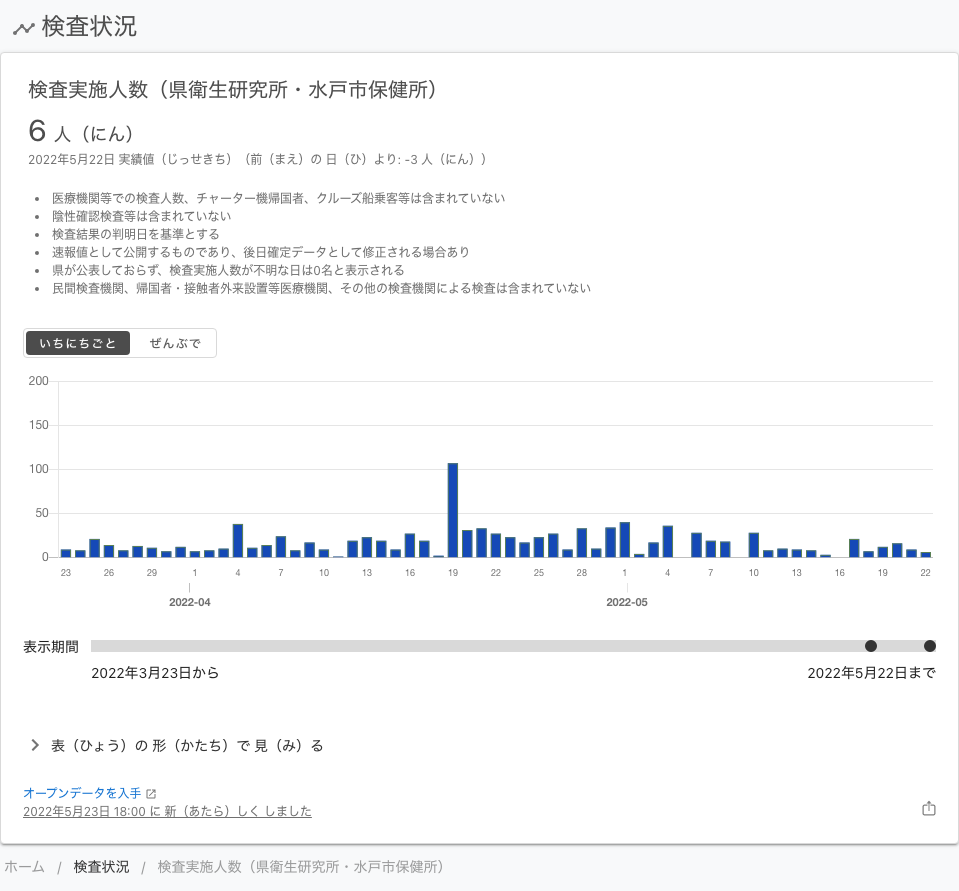 検査状況
検査実施人数（県衛生研究所・水戸市保健所）
6 人（にん）
2022年5月22日 実績値（じっせきち）（前（まえ）の 日（ひ）より: -3 人（にん））
• 医療機関等での検査人数、チャーター機帰国者、クルーズ船乗客等は含まれていない
• 陰性確認検査等は含まれていない
• 検査結果の判明日を基準とする
• 速報値として公開するものであり、後日確定データとして修正される場合あり
• 県が公表しておらず、検査実施人数が不明な日は0名と表示される
• 民間検査機関、帰国者・接触者外来設置等医療機関、その他の検査機関による検査は含まれていない
いちにちごと ぜんぶで
200
150
100
50
0
23 26 29 1 4 7 10 13 16 19 22 25 28 1 4 7 10 13 16 19 22
2022-04 2022-05
表示期間
2022年3月23日から 2022年5月22日まで
表（ひょう）の 形（かたち）で 見（み）る
オープンデータを入手
2022年5月23日 18:00 に 新（あたら）しく しました
ホーム / 検査状況 / 検査実施人数（県衛生研究所・水戸市保健所）